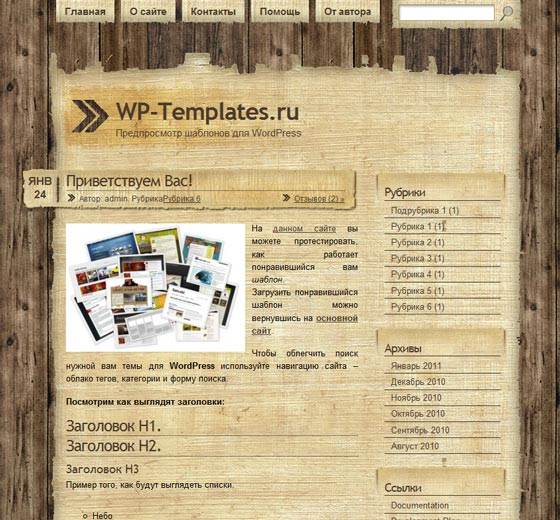 Главная
О сайте
Контакты
Помощь
От автора
WP-Templates.ru
Предпросмотр шаблонов для WordPress
ЯНВ
24
Приветствуем Вас!
Автор: admin. РубрикаРубрика 6
Отзывов (2) »
На данном сайте вы
можете протестировать,
как работает
понравившийся вам
шаблон.
Загрузить понравившийся
шаблон можно
вернувшись на основной
сайт.
Чтобы облегчить поиск
нужной вам темы для WordPress используйте навигацию сайта –
облако тегов, категории и форму поиска.
Посмотрим как выглядят заголовки:
Заголовок H1.
Заголовок H2.
Заголовок H3
Пример того, как будут выглядеть списки.
Небо
Рубрики
Подрубрика 1 (1)
Рубрика 1 (1)
Рубрика 2 (1)
Рубрика 3 (1)
Рубрика 4 (1)
Рубрика 5 (1)
Рубрика 6 (1)
Архивы
Январь 2011
Декабрь 2010
Ноябрь 2010
Октябрь 2010
Сентябрь 2010
Август 2010
Ссылки
Documentation